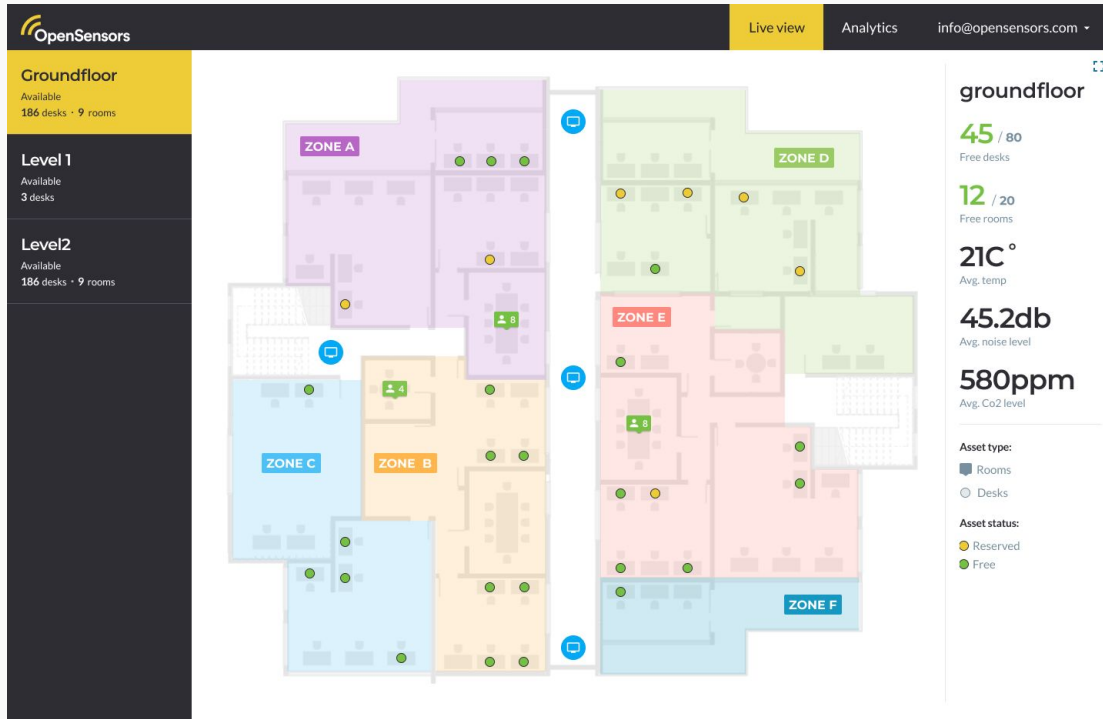 OpenSensors
Live view
Analytics
info@opensensors.com
Groundfloor
Available
186 desks · 9 rooms
Level 1
Available
3 desks
Level2
Available
186 desks · 9 rooms
ZONE A
ZONE D
8
ZONE E
4
8
ZONE C
ZONE B
ZONE F
groundfloor
45 / 80
Free desks
12 / 20
Free rooms
21C°
Avg. temp
45.2db
Avg. noise level
580ppm
Avg. Co2 level
Asset type:
Rooms
Desks
Asset status:
Reserved
Free